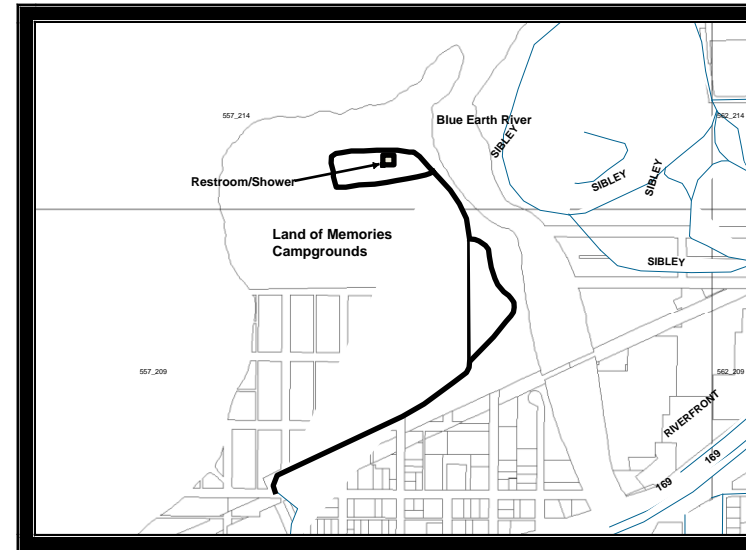 557_214
562_214
Blue Earth River
SIBLEY
SIBLEY
SIBLEY
Restroom/Shower
Land of Memories
Campgrounds
SIBLEY
557_209
562_209
RIVERFRONT
169
169